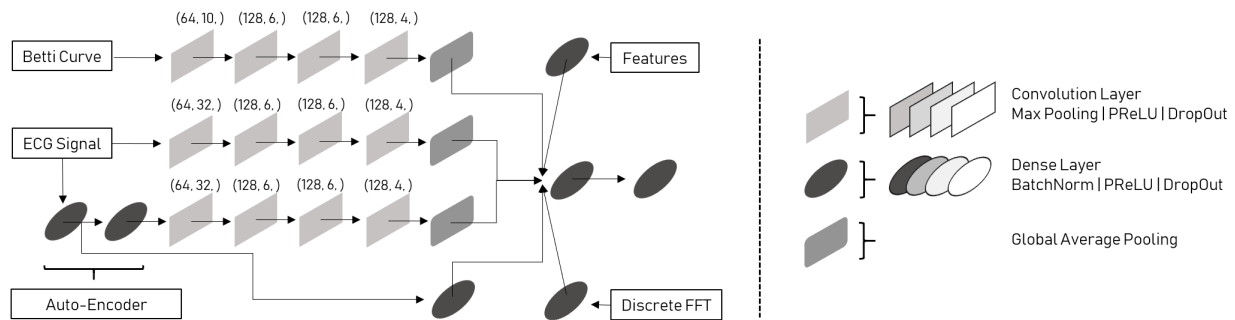 (64, 10, ) (128, 6, ) (128, 6, ) (128, 4, )
Betti Curve
Features
(64, 32, ) (128, 6, ) (128, 6, ) (128, 4, )
ECG Signal
(64, 32, ) (128, 6, ) (128, 6, ) (128, 4, )
Auto-Encoder
Discrete FFT
Convolution Layer
Max Pooling | PReLU | DropOut
Dense Layer
BatchNorm | PReLU | DropOut
Global Average Pooling